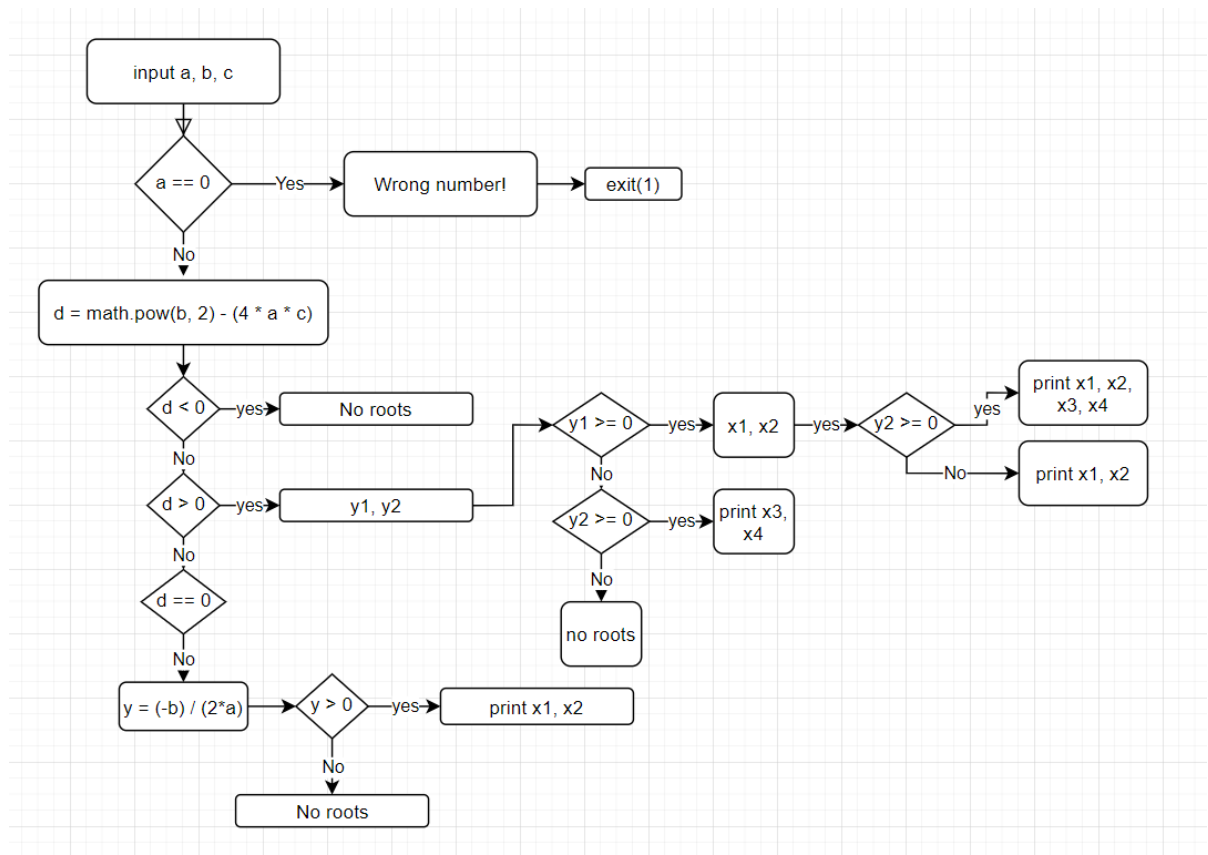 input a, b, c
a == 0
Yes
Wrong number!
exit(1)
No
d = math.pow(b, 2) - (4 * a * c)
d < 0
yes
No roots
No
d > 0
yes
y1, y2
No
d == 0
No
y = (-b) / (2*a)
y > 0
yes
print x1, x2
No
No roots
y1 >= 0
yes
x1, x2
yes
y2 >= 0
yes
print x1, x2,
x3, x4
No
print x1, x2
No
y2 >= 0
yes
print x3,
x4
No
no roots